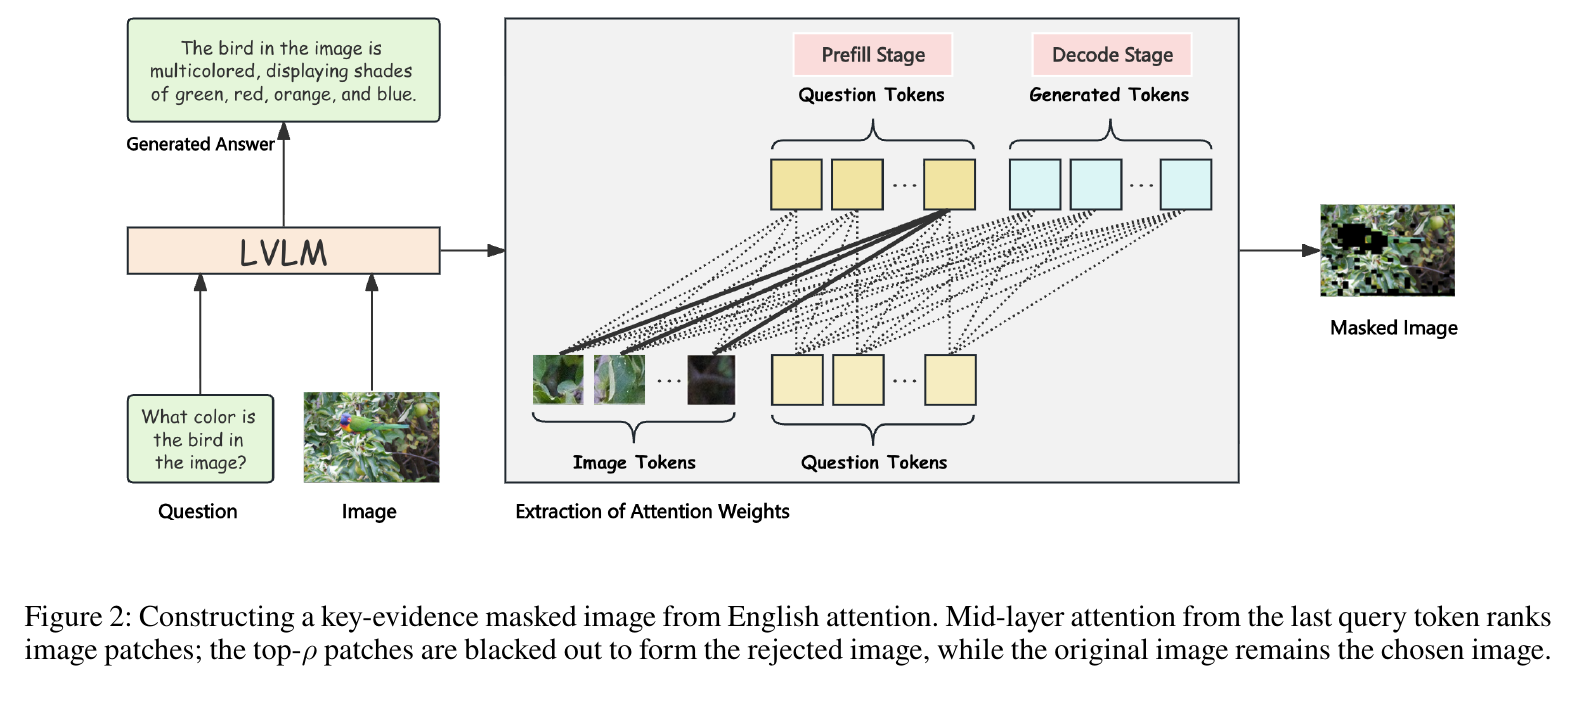 The bird in the image is
multicolored, displaying shades
of green, red, orange, and blue.
Generated Answer
LVLM
What color is
the bird in
the image?
Question
Image
Prefill Stage
Decode Stage
Question Tokens
Generated Tokens
...
...
...
...
Image Tokens
Question Tokens
Extraction of Attention Weights
Masked Image
Figure 2: Constructing a key-evidence masked image from English attention. Mid-layer attention from the last query token ranks
image patches; the top-ρ patches are blacked out to form the rejected image, while the original image remains the chosen image.